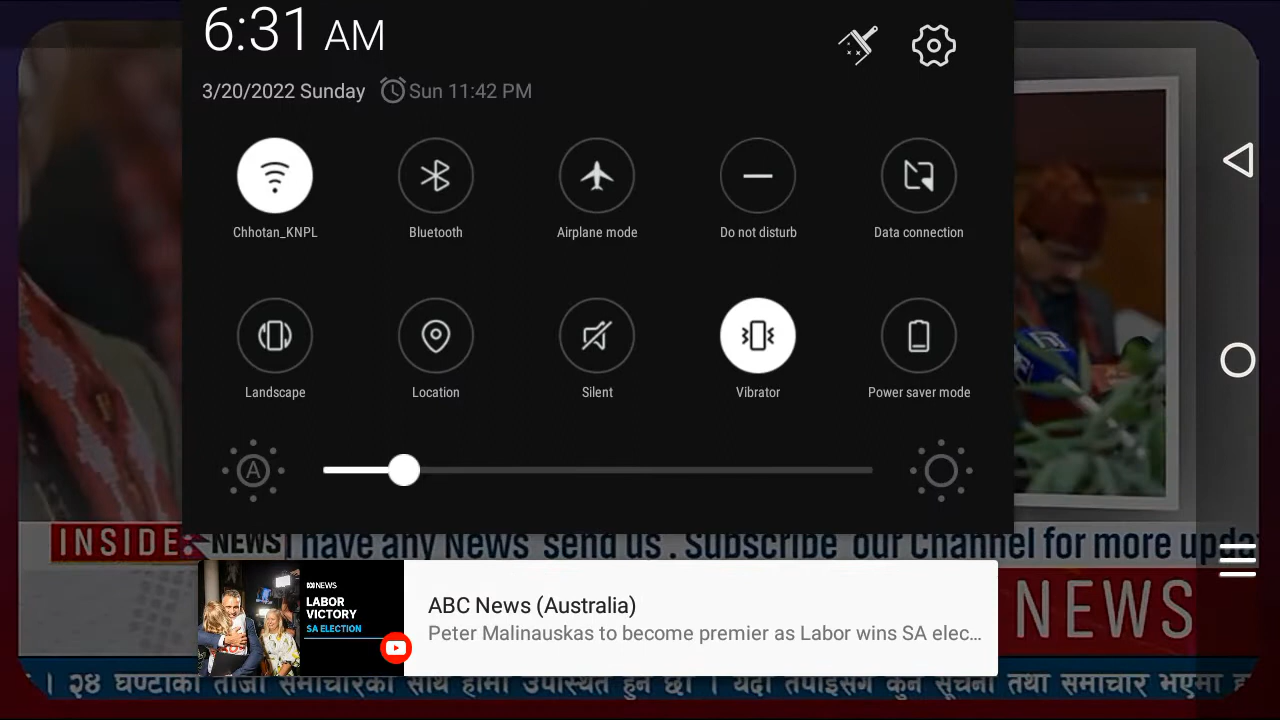 6:31 AM
3/20/2022 Sunday Sun 11:42 PM
Chhotan_KNPL Bluetooth Airplane mode Do not disturb Data connection
Landscape Location Silent Vibrator Power saver mode
A
INSIDE NEWS have any News send us . Subscribe our Channel for more upda
NEWS
NEWS
LABOR
VICTORY
SA ELECTION
ABC News (Australia)
Peter Malinauskas to become premier as Labor wins SA elec...
। २४ घण्टाका ताजा समाचारका साथ हामी उपस्थित हुने छौ । यदी तपाइसंग कुनै सूचना तथा समाचार भएमा